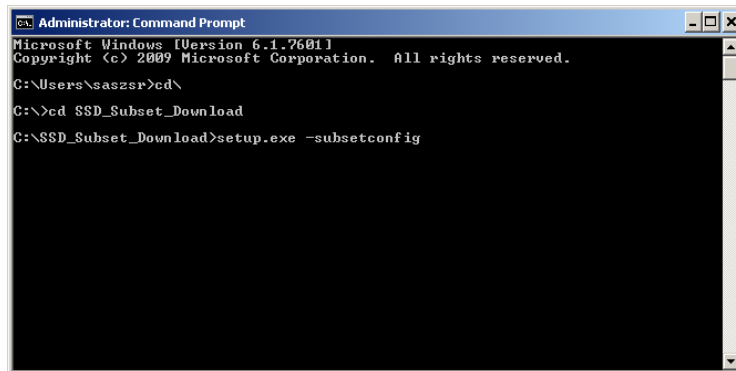 Administrator: Command Prompt
Microsoft Windows [Version 6.1.7601]
Copyright (c) 2009 Microsoft Corporation.  All rights reserved.
C:\Users\saszsr>cd\
C:\>cd SSD_Subset_Download
C:\SSD_Subset_Download>setup.exe -subsetconfig